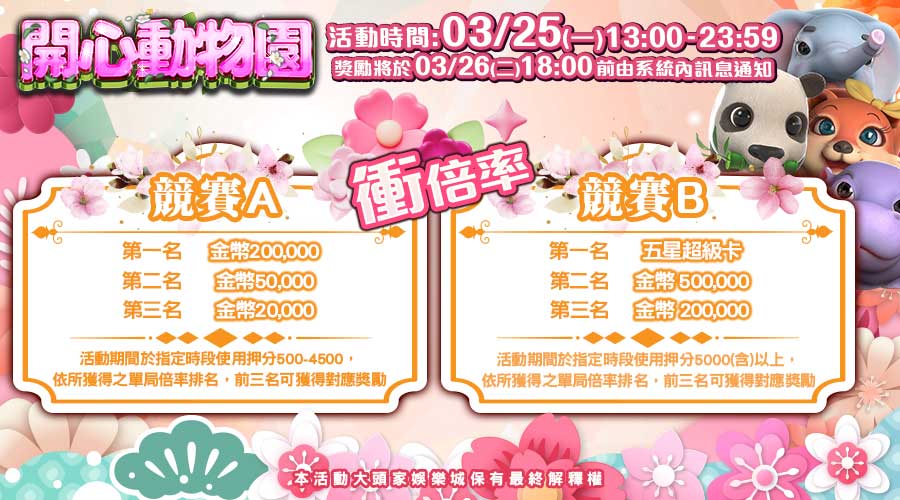 開心動物園
活動時間:03/25(一)13:00-23:59
獎勵將於03/26(二)18:00前由系統內訊息通知
衝倍率
競賽A
第一名 金幣200,000
第二名 金幣50,000
第三名 金幣20,000
活動期間於指定時段使用押分500-4500，
依所獲得之單局倍率排名，前三名可獲得對應獎勵
競賽B
第一名 五星超級卡
第二名 金幣 500,000
第三名 金幣 200,000
活動期間於指定時段使用押分5000(含)以上，
依所獲得之單局倍率排名，前三名可獲得對應獎勵
本活動大頭家娛樂城保有最終解釋權